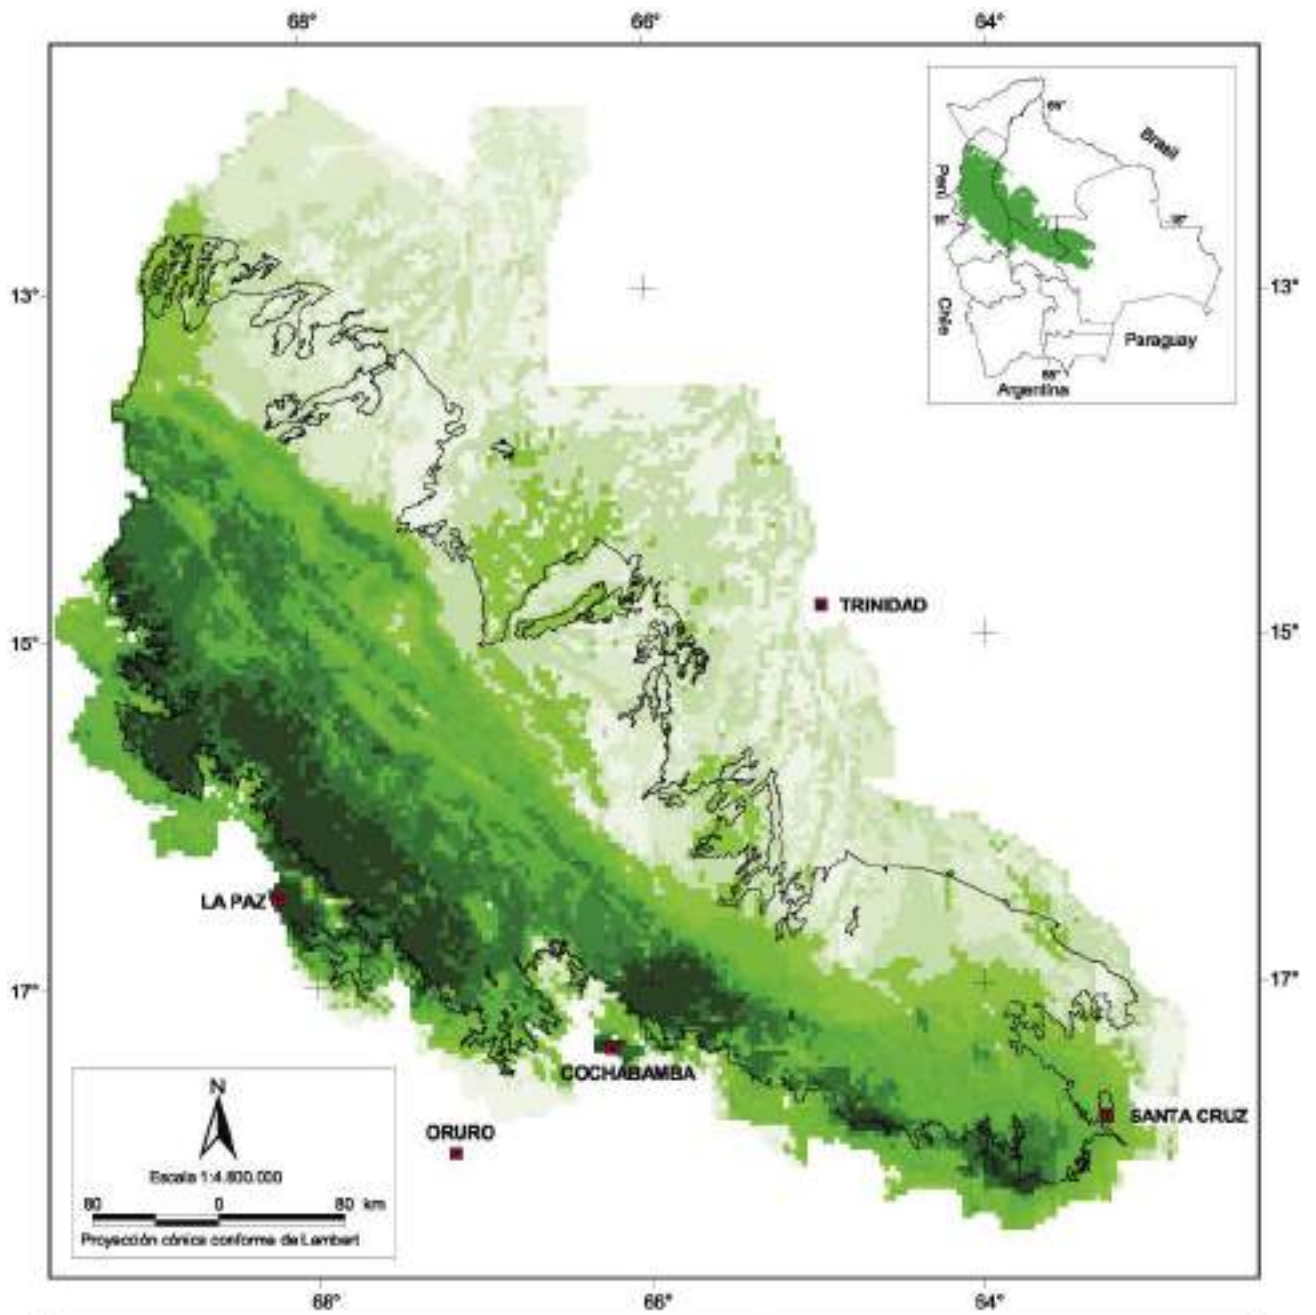 68°
66°
64°
66°
Brasil
Perú
Chile
Paraguay
Argentina
13°
13°
TRINIDAD
15°
15°
LA PAZ
17°
17°
COCHABAMBA
SANTA CRUZ
ORURO
N
Escala 1:4.800.000
80 0 80 km
Proyección cónica conforme de Lambert
68°
66°
64°